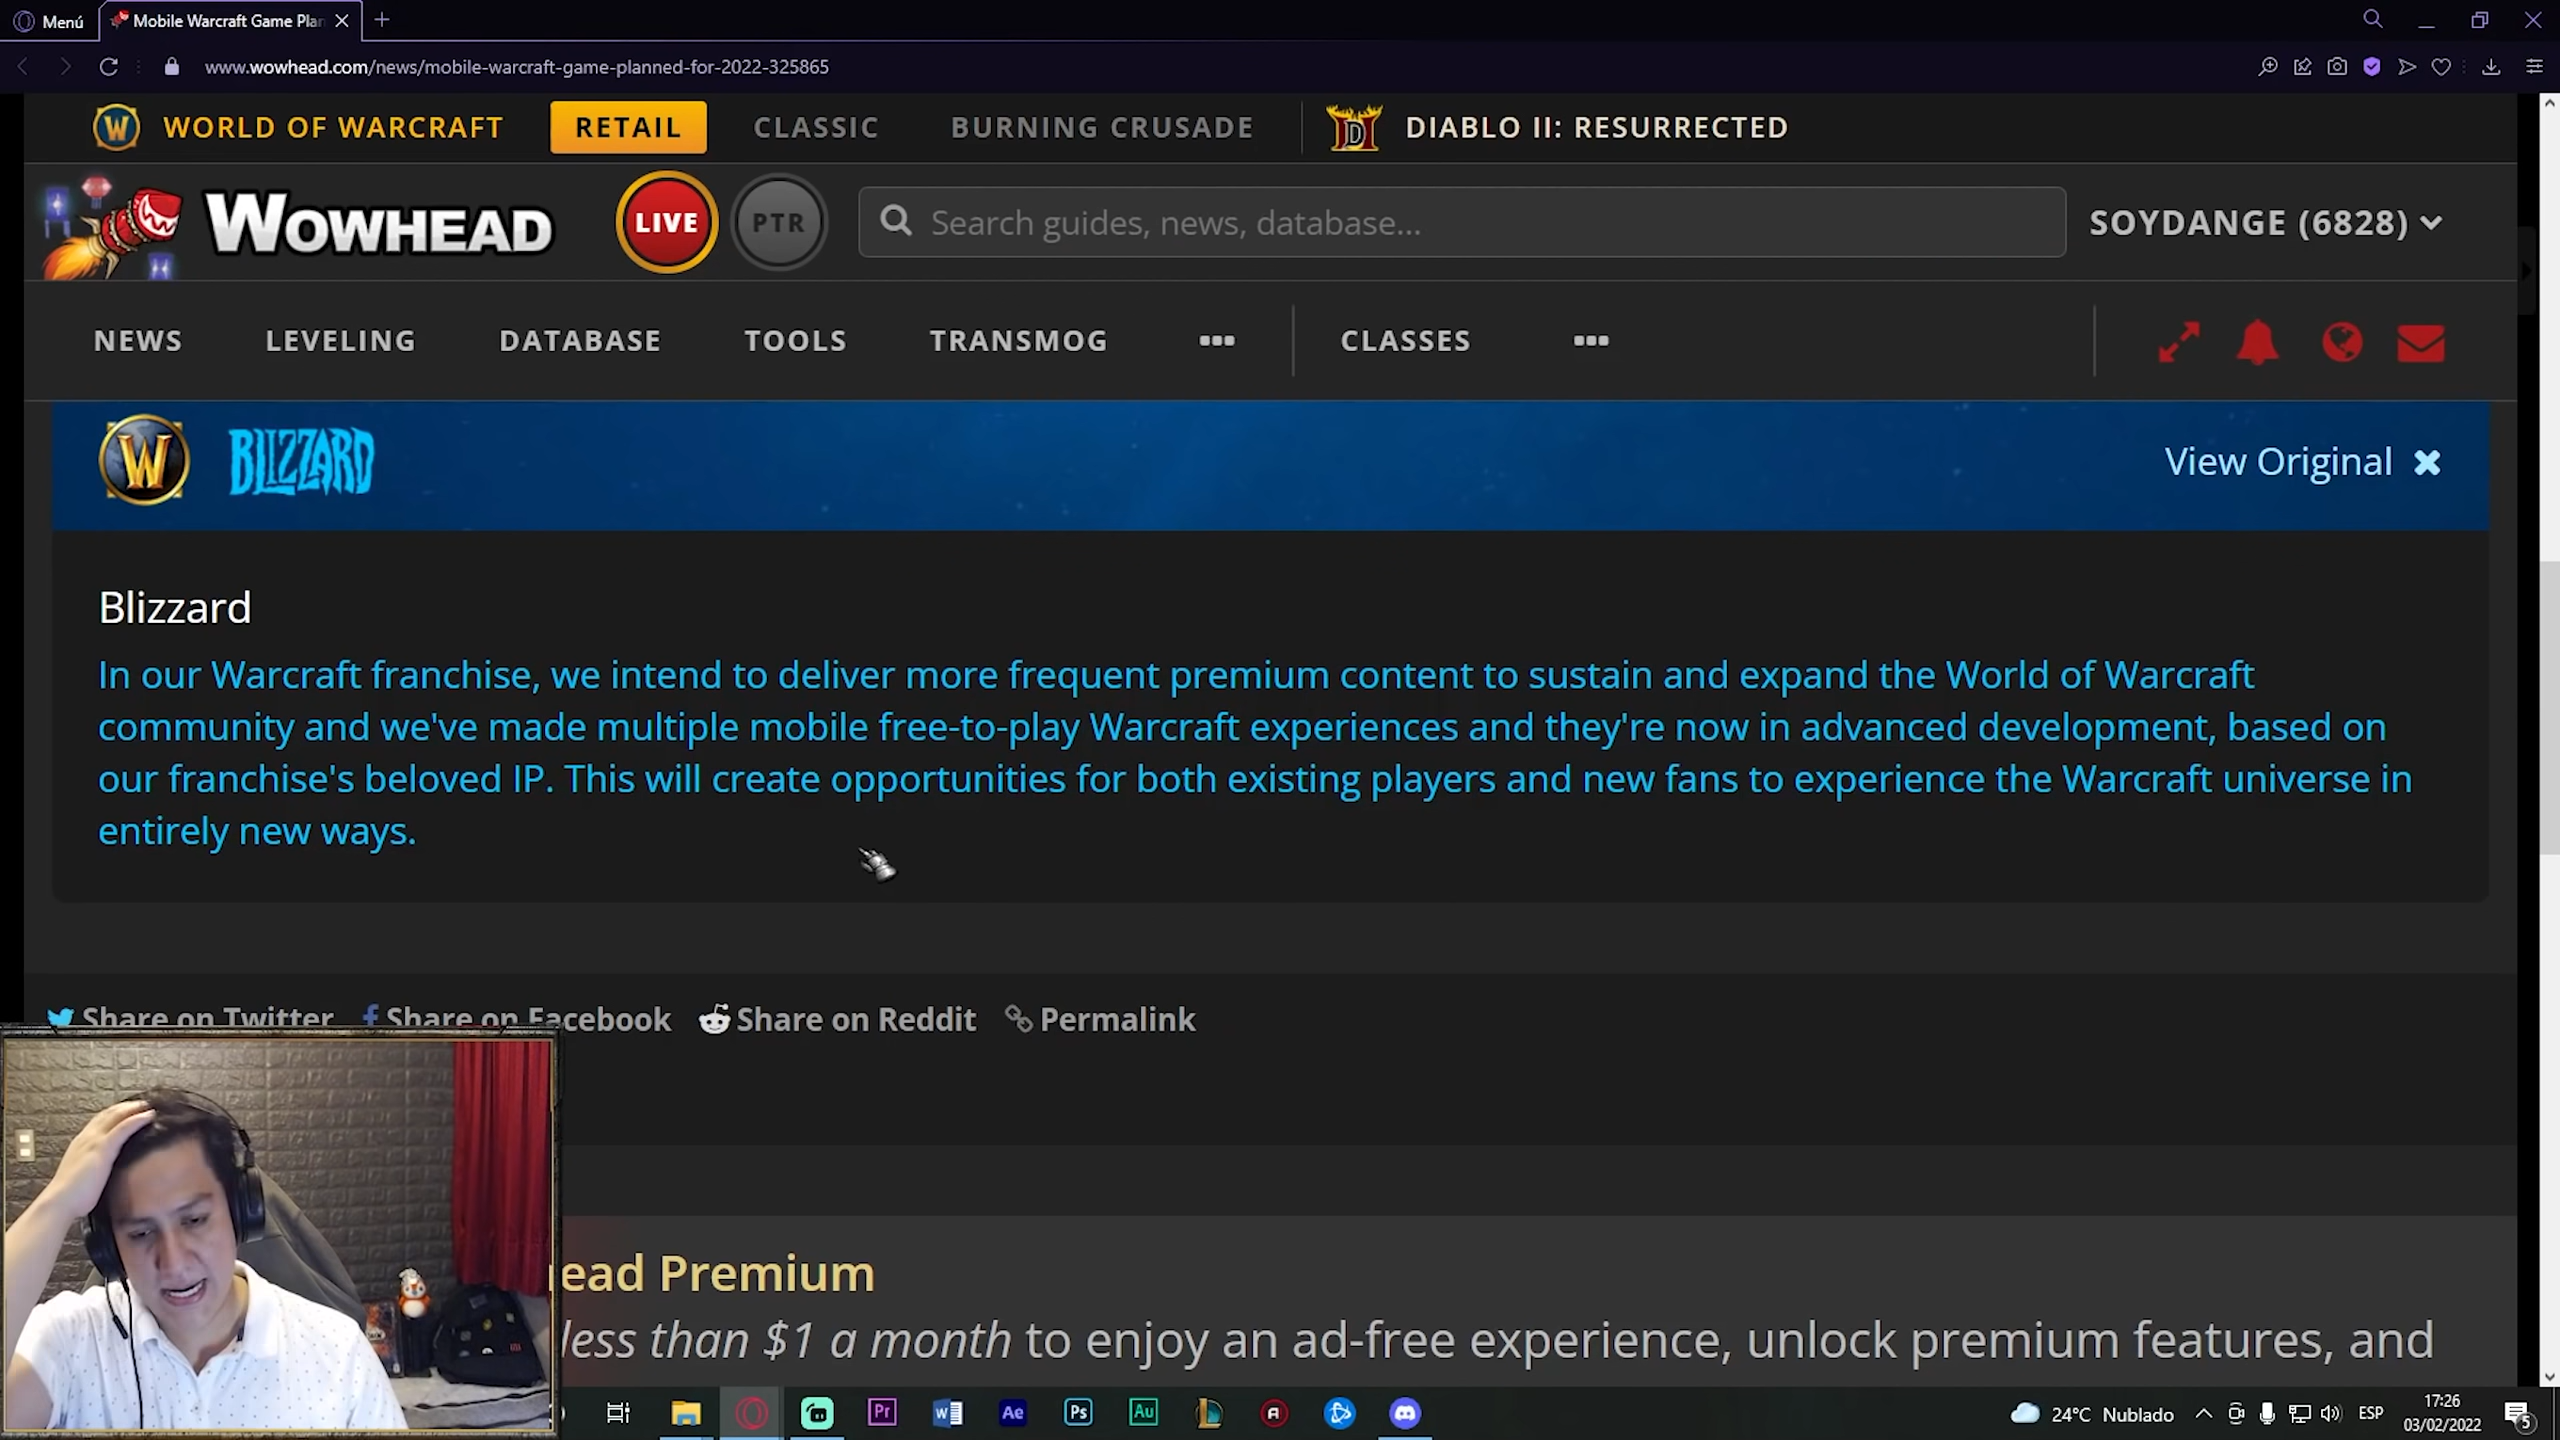 Menú
Mobile Warcraft Game Plan
www.wowhead.com/news/mobile-warcraft-game-planned-for-2022-325865
WORLD OF WARCRAFT RETAIL CLASSIC BURNING CRUSADE DIABLO II: RESURRECTED
WOWHEAD LIVE PTR Search guides, news, database... SOYDANGE (6828)
NEWS LEVELING DATABASE TOOLS TRANSMOG ••• CLASSES •••
W BLIZZARD View Original
Blizzard
In our Warcraft franchise, we intend to deliver more frequent premium content to sustain and expand the World of Warcraft
community and we've made multiple mobile free-to-play Warcraft experiences and they're now in advanced development, based on
our franchise's beloved IP. This will create opportunities for both existing players and new fans to experience the Warcraft universe in
entirely new ways.
Share on Twitter Share on Facebook Share on Reddit Permalink
ead Premium
less than $1 a month to enjoy an ad-free experience, unlock premium features, and
Pr Ae Ps Au 24°C Nublado ESP 17:26
03/02/2022 5